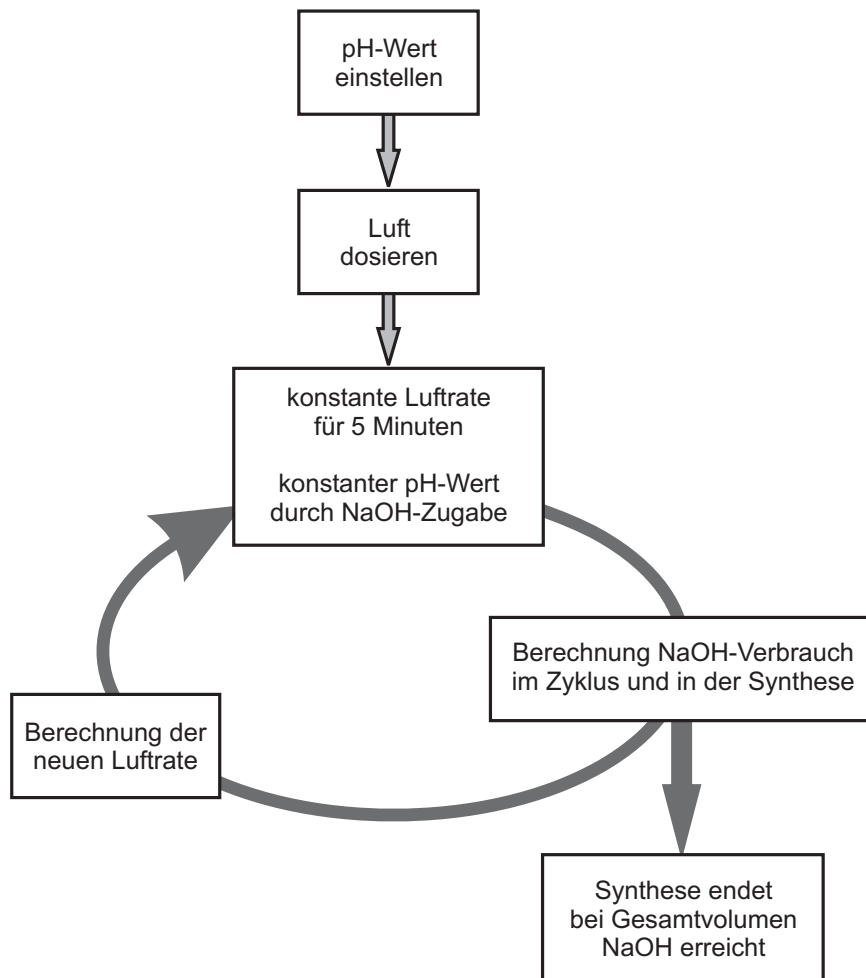 pH-Wert
einstellen
Luft
dosieren
konstante Luftrate
für 5 Minuten
konstanter pH-Wert
durch NaOH-Zugabe
Berechnung NaOH-Verbrauch
im Zyklus und in der Synthese
Berechnung der
neuen Luftrate
Synthese endet
bei Gesamtvolumen
NaOH erreicht